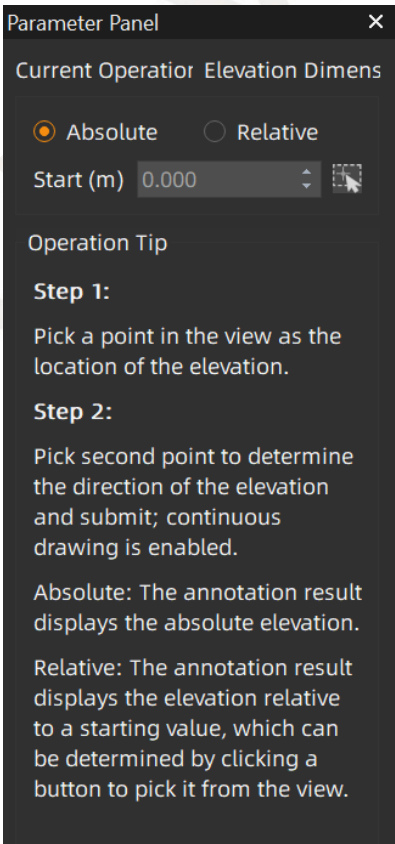 Parameter Panel
Current Operation Elevation Dimens
Absolute Relative
Start (m) 0.000
Operation Tip
Step 1:
Pick a point in the view as the
location of the elevation.
Step 2:
Pick second point to determine
the direction of the elevation
and submit; continuous
drawing is enabled.
Absolute: The annotation result
displays the absolute elevation.
Relative: The annotation result
displays the elevation relative
to a starting value, which can
be determined by clicking a
button to pick it from the view.